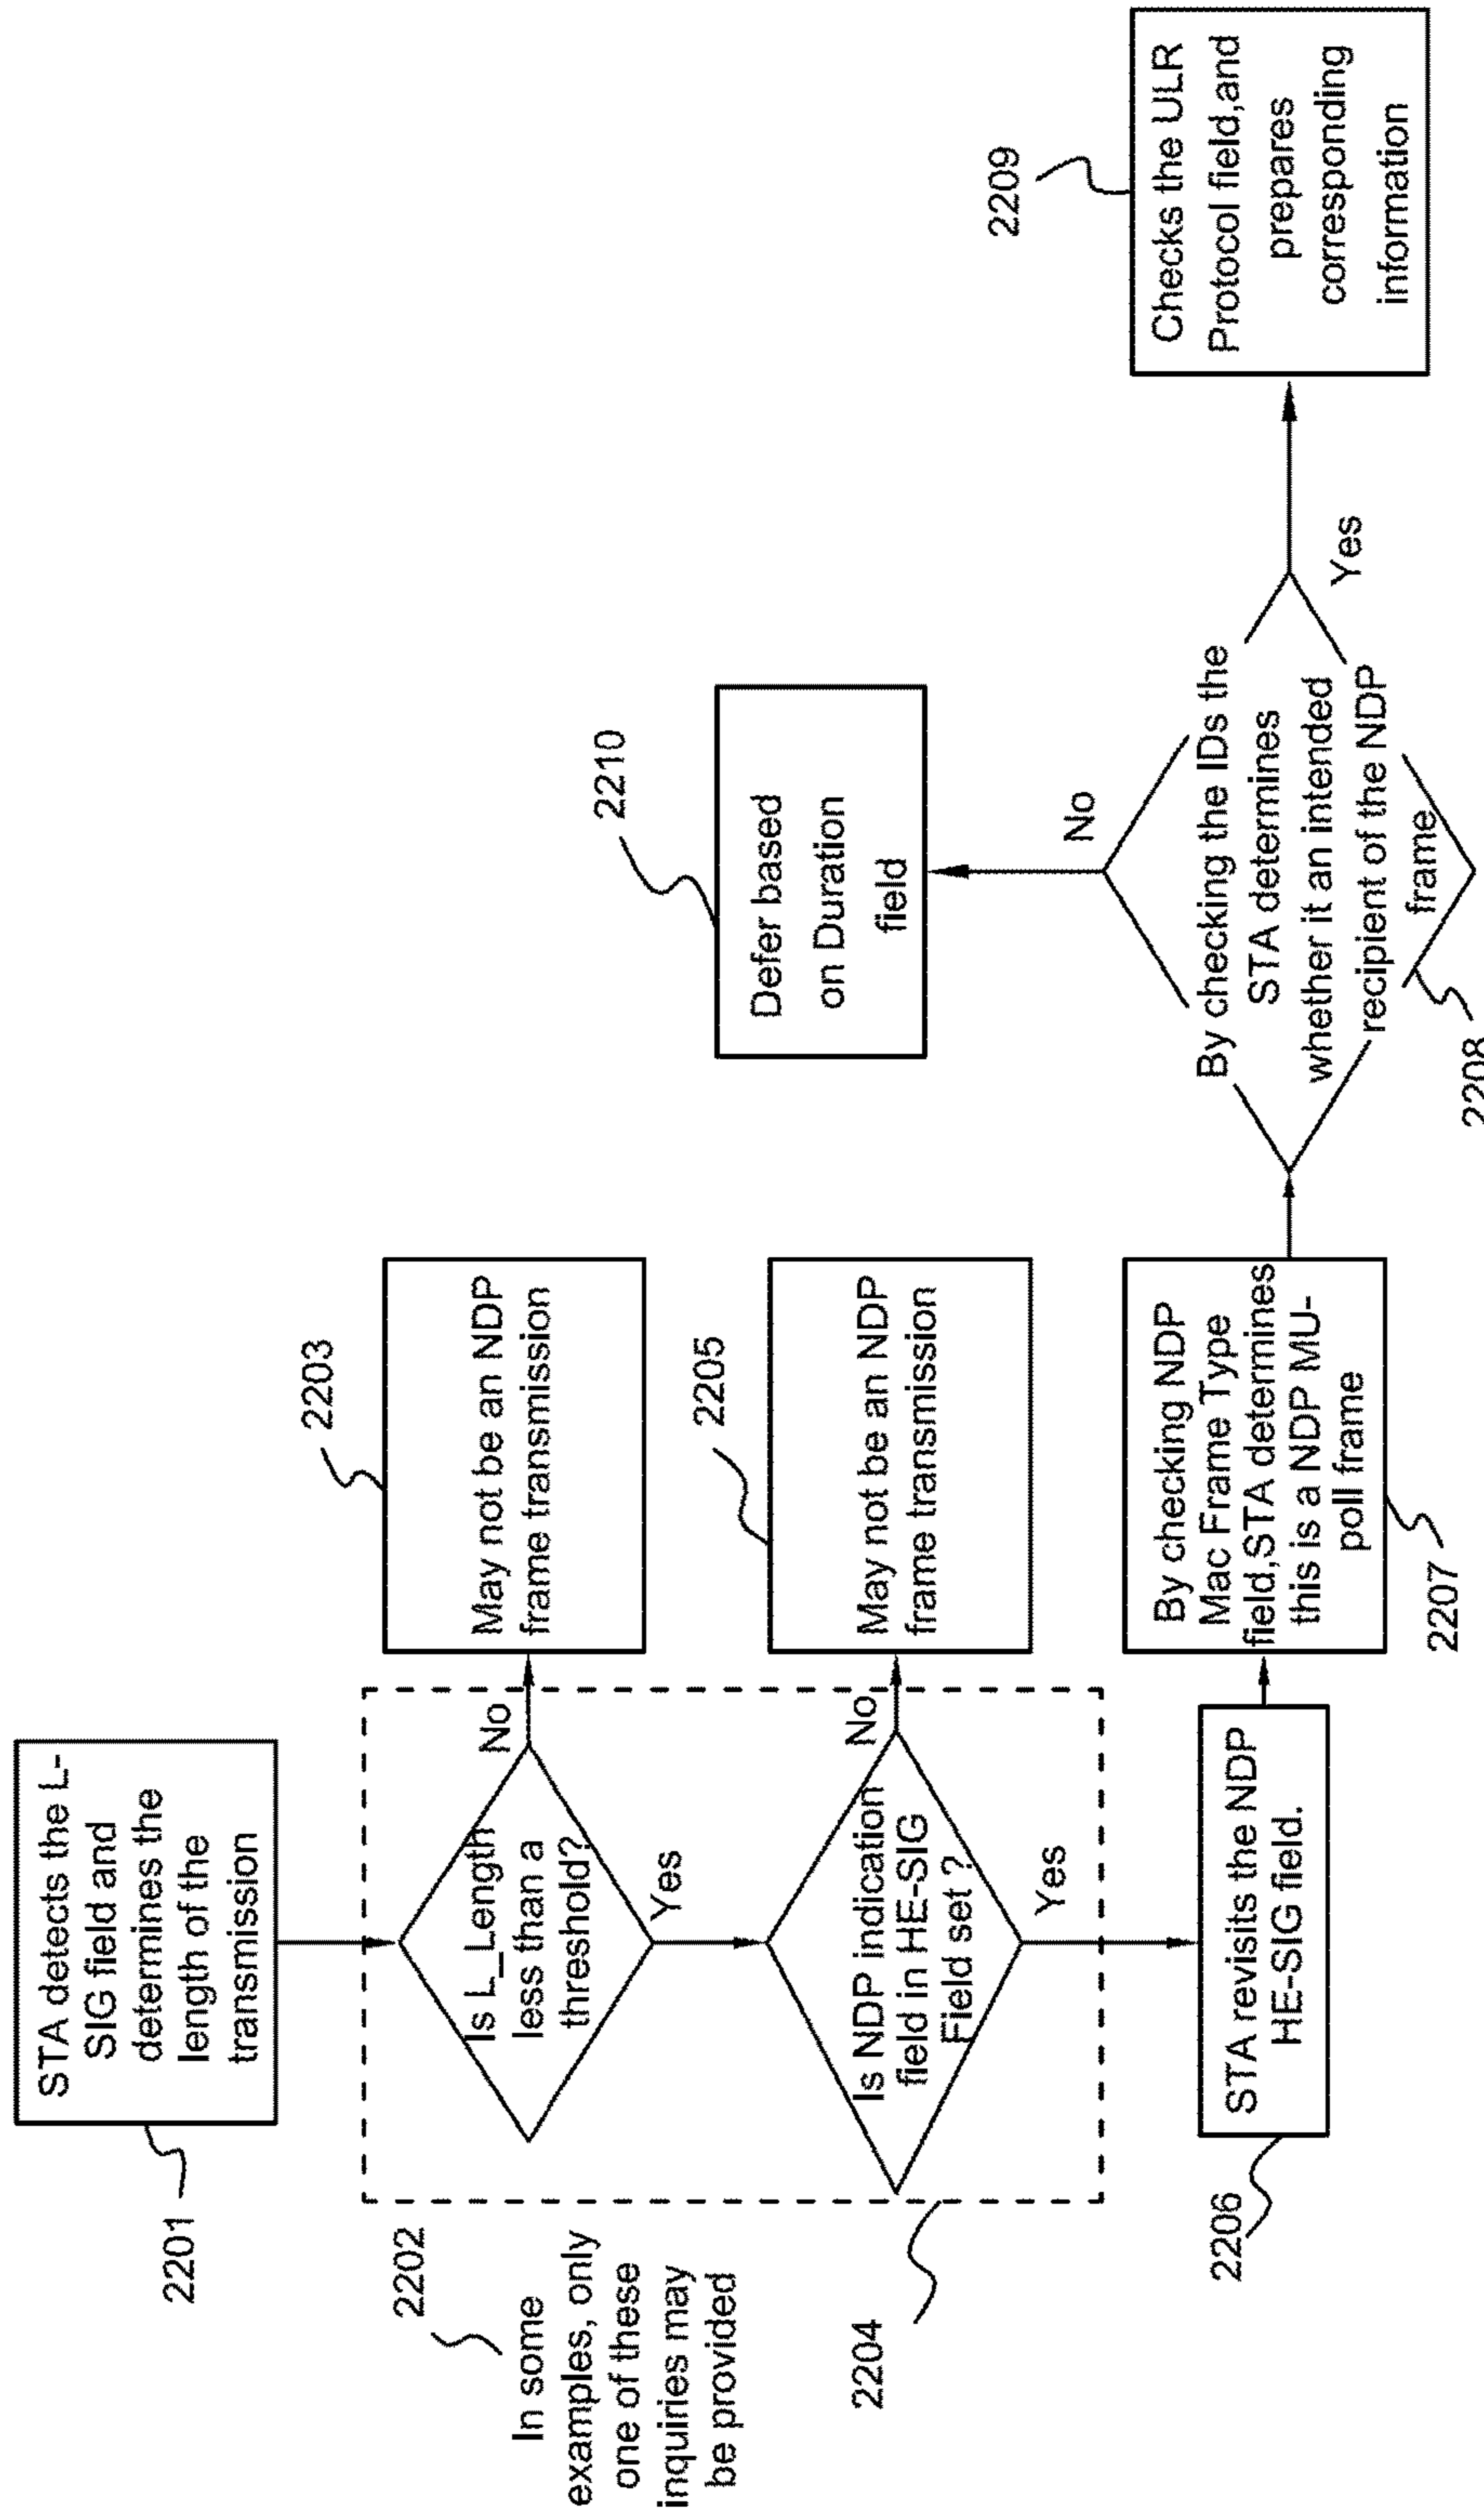 2201
STA detects the L-
SIG field and
determines the
length of the
transmission
2202
In some
examples, only
one of these
inquiries may
be provided
Is L_Length
less than a
threshold?
No
Yes
2203
May not be an NDP
frame transmission
2204
Is NDP indication
field in HE-SIG
Field set ?
No
Yes
2205
May not be an NDP
frame transmission
2206
STA revisits the NDP
HE-SIG field.
By checking NDP
Mac Frame Type
field,STA determines
this is a NDP MU-
poll frame
2207
By checking the IDs the
STA determines
whether it an intended
recipient of the NDP
frame
2208
No
Yes
2210
Defer based
on Duration
field
2209
Checks the ULR
Protocol field,and
prepares
corresponding
information